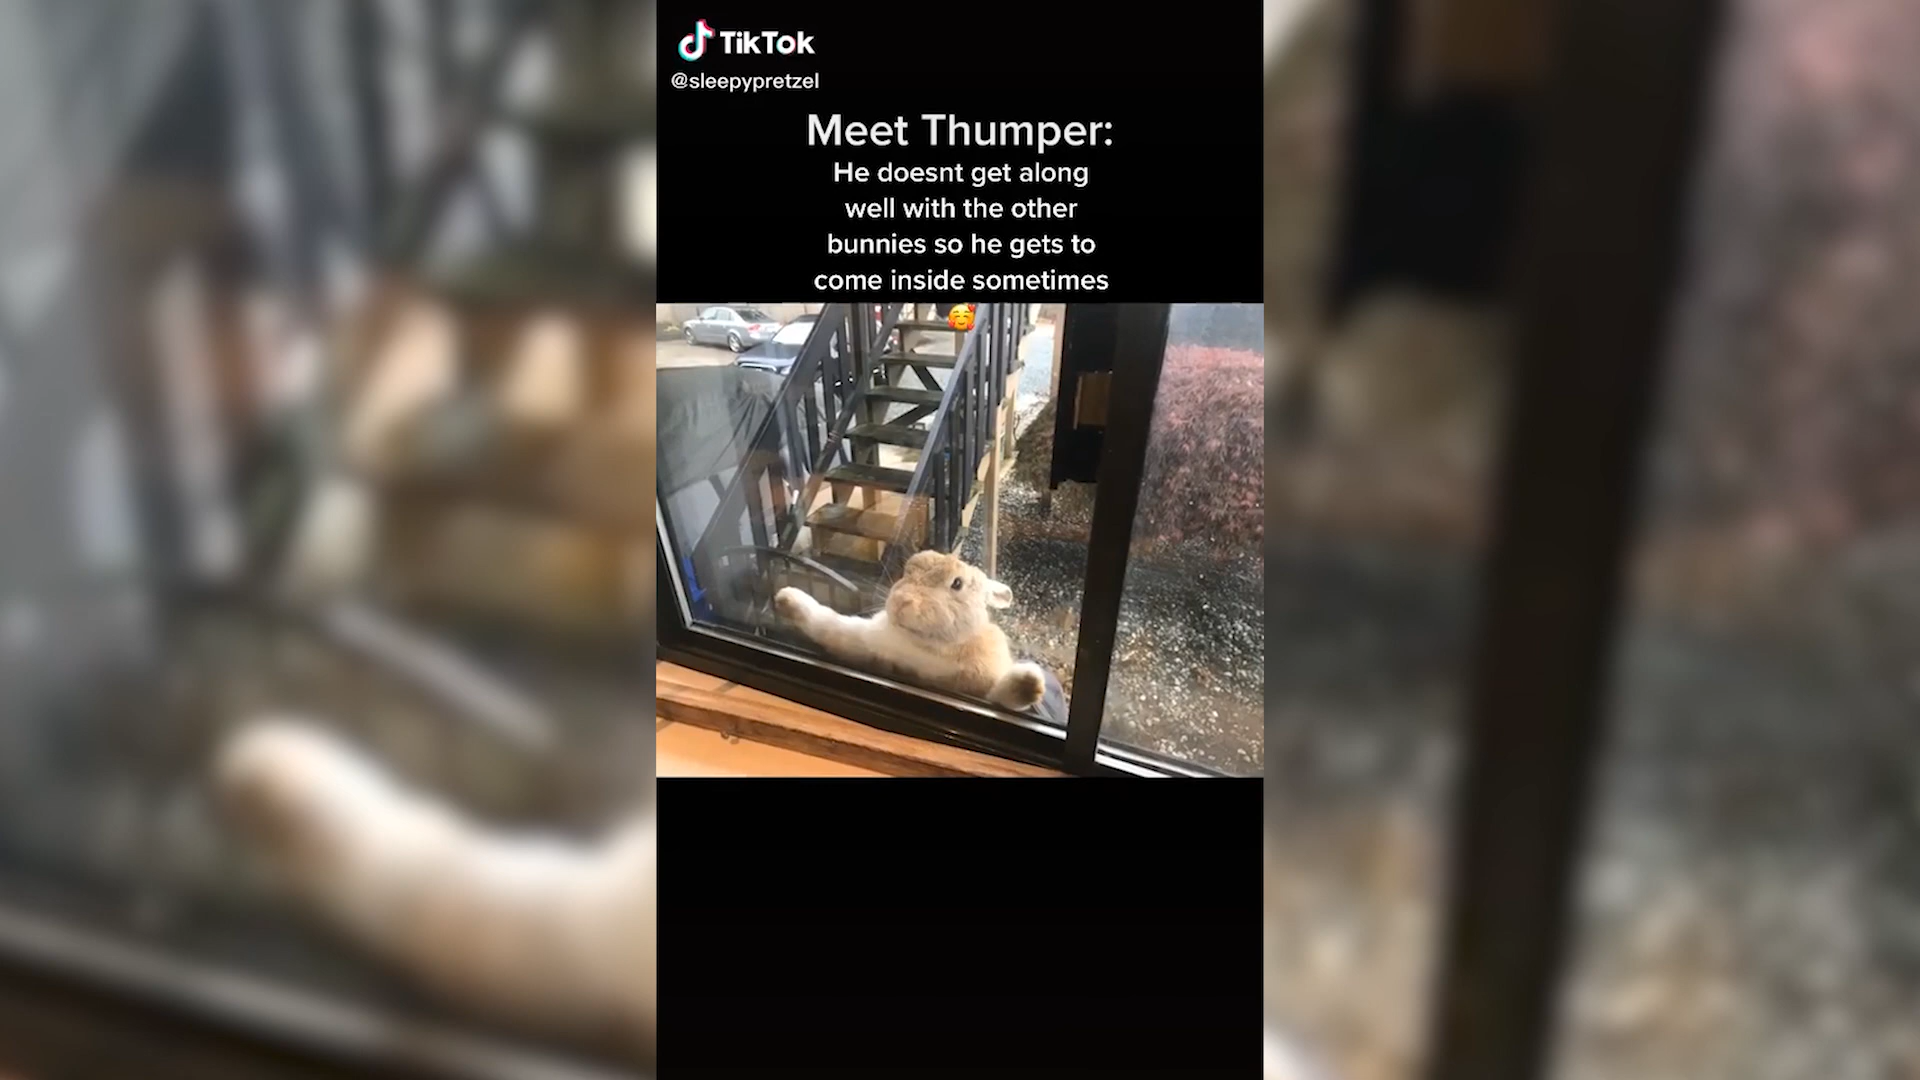 TikTok
@sleepypretzel
Meet Thumper:
He doesnt get along
well with the other
bunnies so he gets to
come inside sometimes
🥰